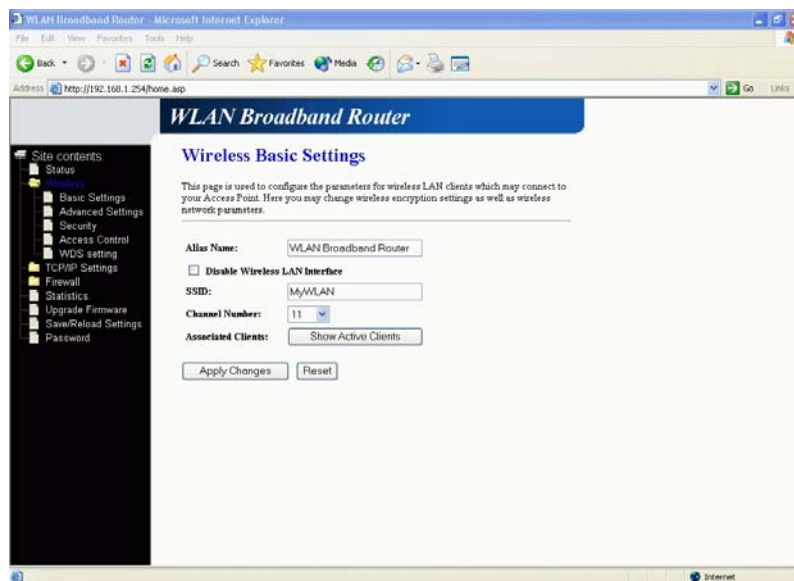 WLAN Broadband Router - Microsoft Internet Explorer
File Edit View Favorites Tools Help
Back Search Favorites Media
Address http://192.168.1.254/home.asp Go Links
WLAN Broadband Router
Site contents:
Status
Wireless
Basic Settings
Advanced Settings
Security
Access Control
WDS setting
TCP/IP Settings
Firewall
Statistics
Upgrade Firmware
Save/Reload Settings
Password
Wireless Basic Settings
This page is used to configure the parameters for wireless LAN clients which may connect to
your Access Point. Here you may change wireless encryption settings as well as wireless
network parameters.
Alias Name: WLAN Broadband Router
Disable Wireless LAN Interface
SSID: MyWLAN
Channel Number: 11
Associated Clients: Show Active Clients
Apply Changes Reset
Internet